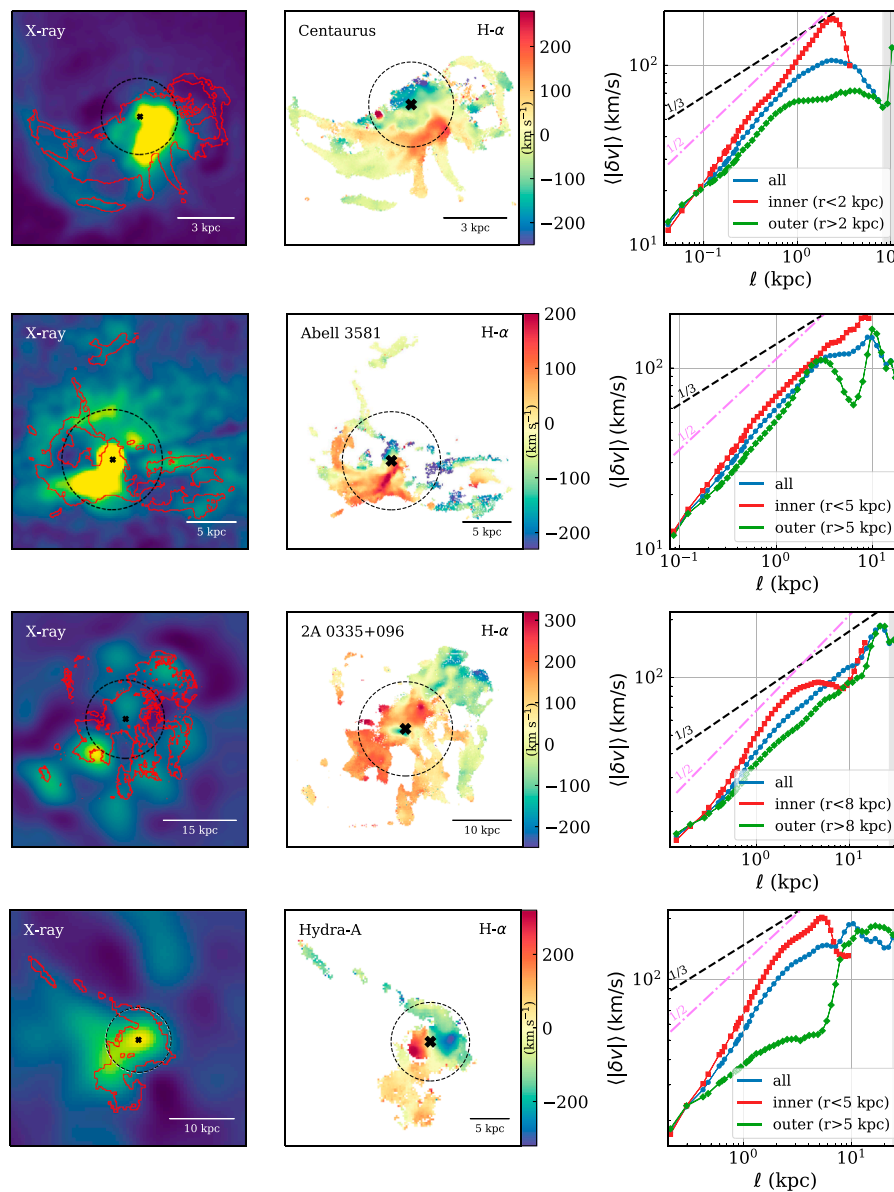 X-ray
3 kpc
Centaurus
H-α
3 kpc
200
100
0
−100
−200
(km s⁻¹)
⟨|δv|⟩ (km/s)
10²
10¹
1/3
1/2
all
inner (r<2 kpc)
outer (r>2 kpc)
10⁻¹
10⁰
10
ℓ (kpc)
X-ray
5 kpc
Abell 3581
H-α
5 kpc
200
100
0
−100
−200
(km s⁻¹)
⟨|δv|⟩ (km/s)
10²
10¹
1/3
1/2
all
inner (r<5 kpc)
outer (r>5 kpc)
10⁻¹
10⁰
10¹
ℓ (kpc)
X-ray
15 kpc
2A 0335+096
H-α
10 kpc
300
200
100
0
−100
−200
(km s⁻¹)
⟨|δv|⟩ (km/s)
10²
1/3
1/2
all
inner (r<8 kpc)
outer (r>8 kpc)
10⁰
10¹
ℓ (kpc)
X-ray
10 kpc
Hydra-A
H-α
5 kpc
200
0
−200
(km s⁻¹)
⟨|δv|⟩ (km/s)
10²
1/3
1/2
all
inner (r<5 kpc)
outer (r>5 kpc)
10⁰
10¹
ℓ (kpc)